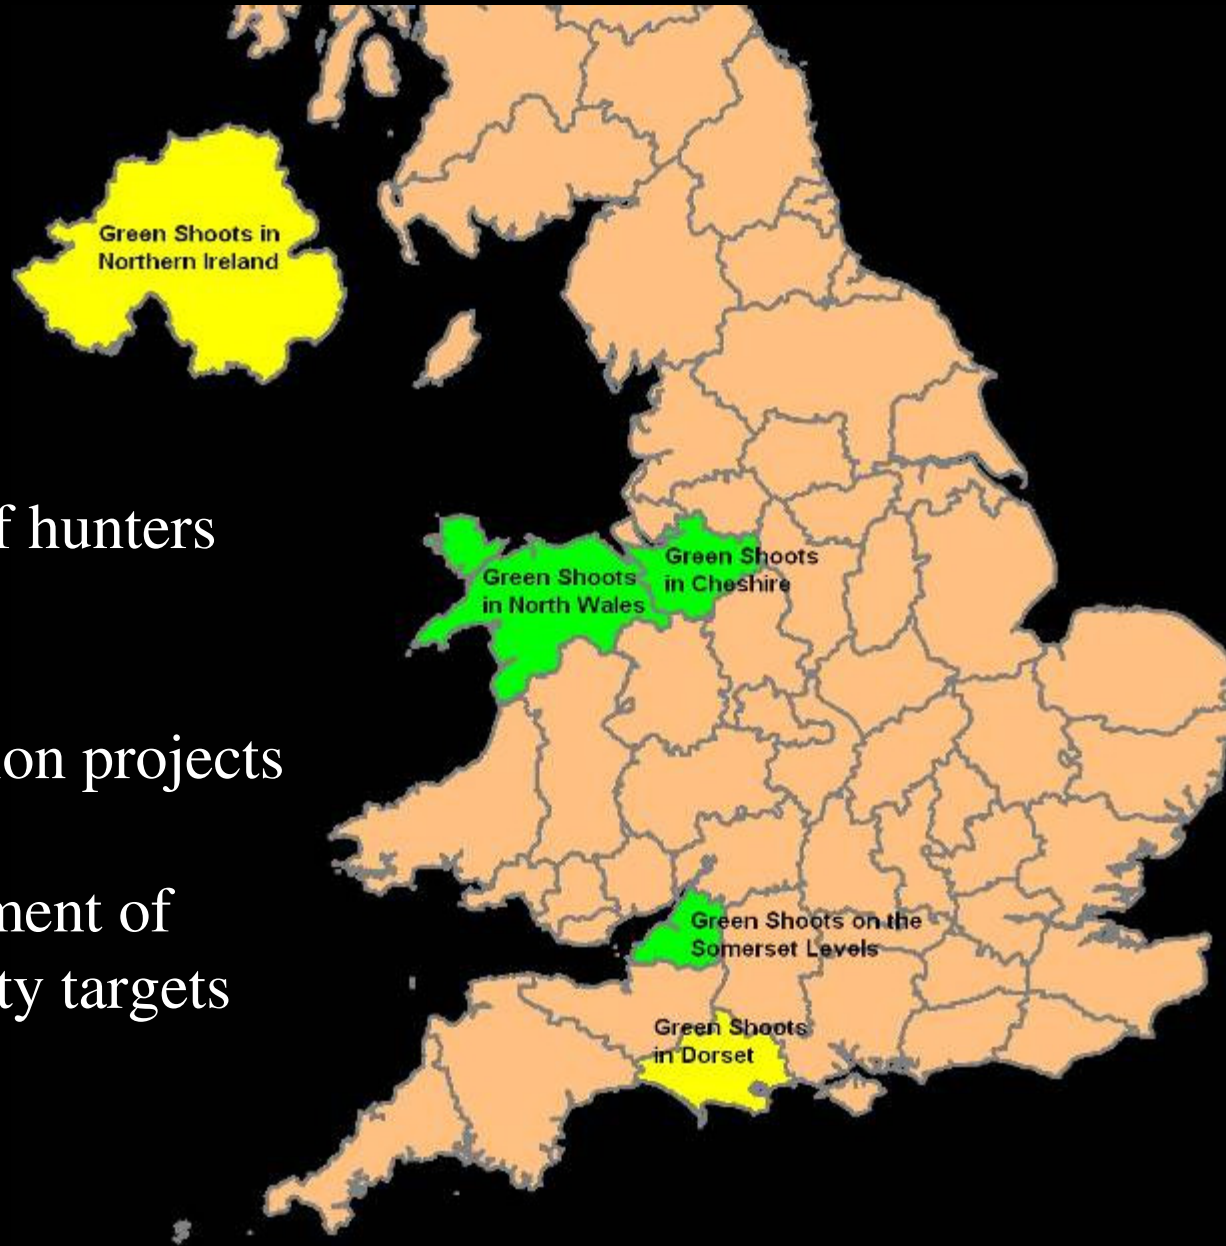 Green Shoots in
Northern Ireland
f hunters
Green Shoots
in North Wales
Green Shoots
in Cheshire
on projects
ment of
ty targets
Green Shoots on the
Somerset Levels
Green Shoots
in Dorset